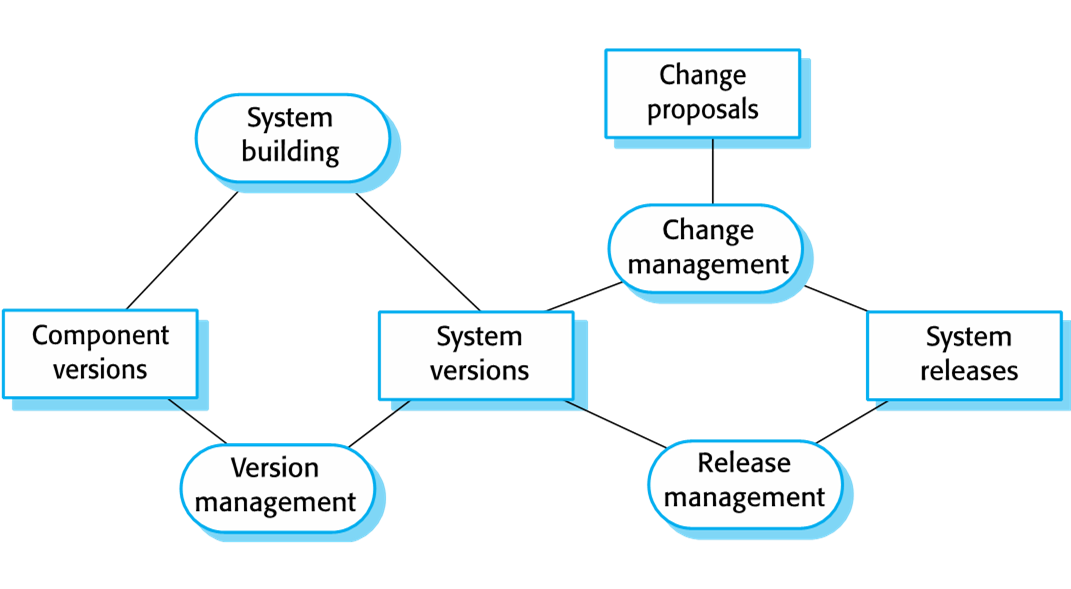 Change
proposals
System
building
Change
management
Component
versions
System
versions
System
releases
Version
management
Release
management